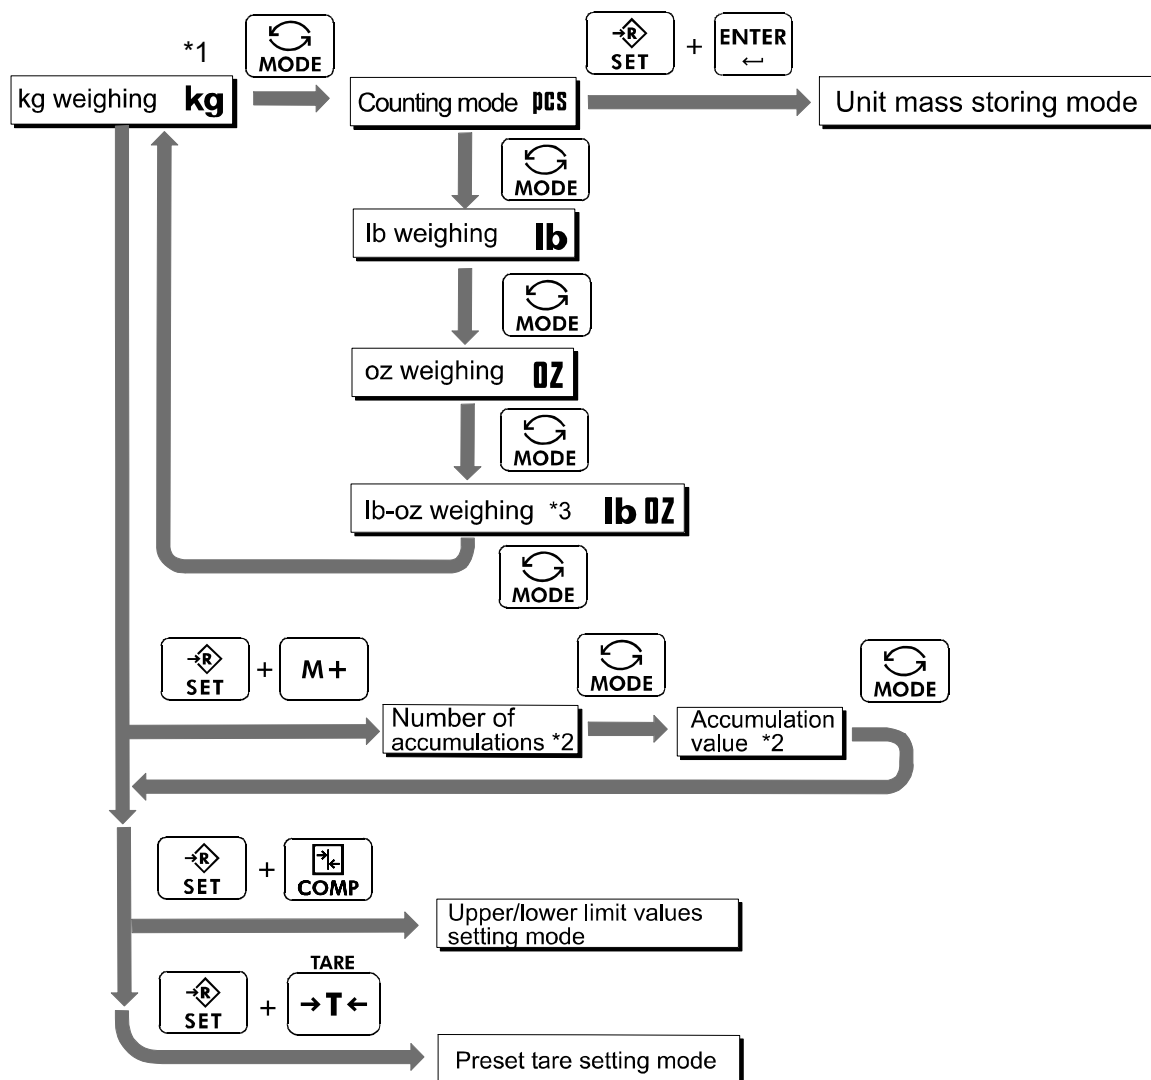 *1
MODE
→R SET + ENTER
kg weighing kg
Counting mode pcs
Unit mass storing mode
MODE
lb weighing lb
MODE
oz weighing oz
MODE
lb-oz weighing *3 lb oz
MODE
R SET + M+
MODE
MODE
Number of
accumulations *2
Accumulation
value *2
R SET + COMP
Upper/lower limit values
setting mode
TARE
R SET + →T←
Preset tare setting mode